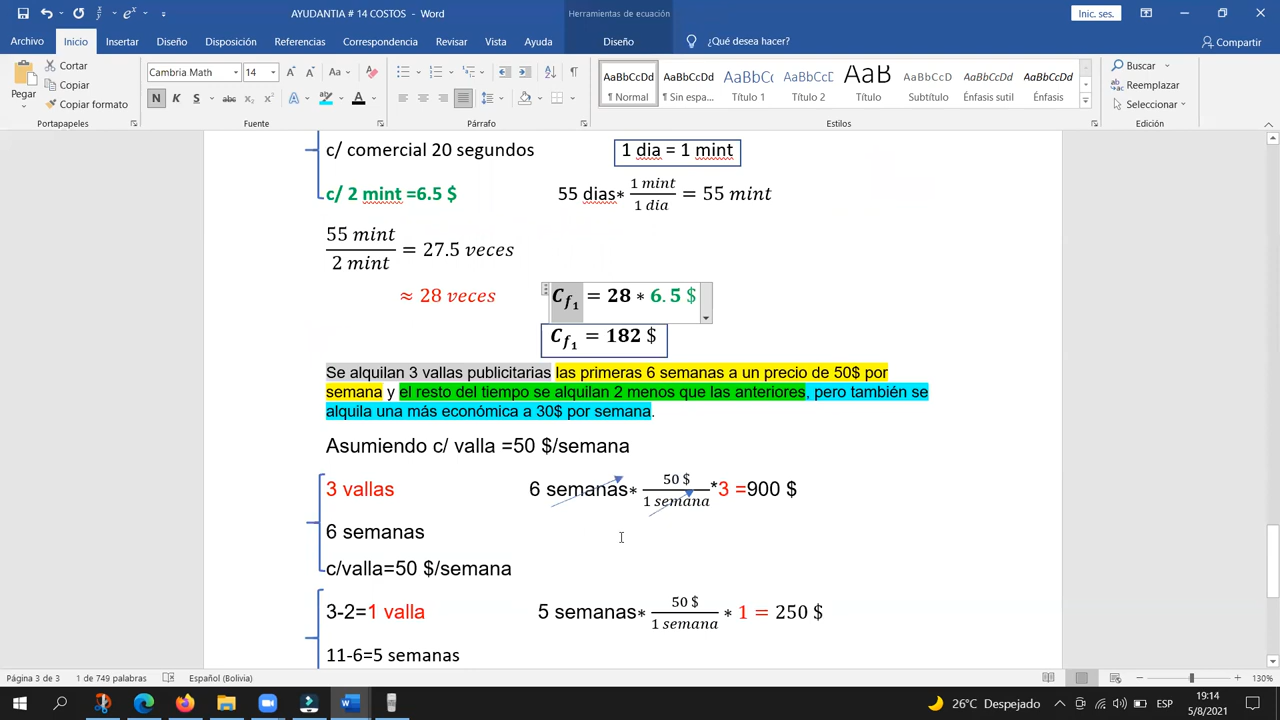 AYUDANTIA # 14 COSTOS - Word
Herramientas de ecuación
Inic. ses.
Archivo Inicio Insertar Diseño Disposición Referencias Correspondencia Revisar Vista Ayuda Diseño ¿Qué desea hacer? Compartir
Pegar
Cortar
Copiar
Copiar formato
Portapapeles
Cambria Math 14
N K S abc x₂ x²
Fuente
Párrafo
AaBbCcDd AaBbCcDd AaBbCc AaBbCcD AaB AaBbCcD AaBbCcDd AaBbCcDd
¶ Normal ¶ Sin espa... Título 1 Título 2 Título Subtítulo Énfasis sutil Énfasis
Estilos
Buscar
Reemplazar
Seleccionar
Edición
c/ comercial 20 segundos 1 dia = 1 mint
c/ 2 mint =6.5 $ 55 dias* 1 mint / 1 dia = 55 mint
55 mint / 2 mint = 27.5 veces
≈ 28 veces C_f₁ = 28 * 6.5 $
C_f₁ = 182 $
Se alquilan 3 vallas publicitarias las primeras 6 semanas a un precio de 50$ por
semana y el resto del tiempo se alquilan 2 menos que las anteriores, pero también se
alquila una más económica a 30$ por semana.
Asumiendo c/ valla =50 $/semana
3 vallas 6 semanas* 50 $ / 1 semana *3 =900 $
6 semanas
c/valla=50 $/semana
3-2=1 valla 5 semanas* 50 $ / 1 semana * 1 = 250 $
11-6=5 semanas
Página 3 de 3 1 de 749 palabras Español (Bolivia) 130%
26°C Despejado ESP 19:14
5/8/2021